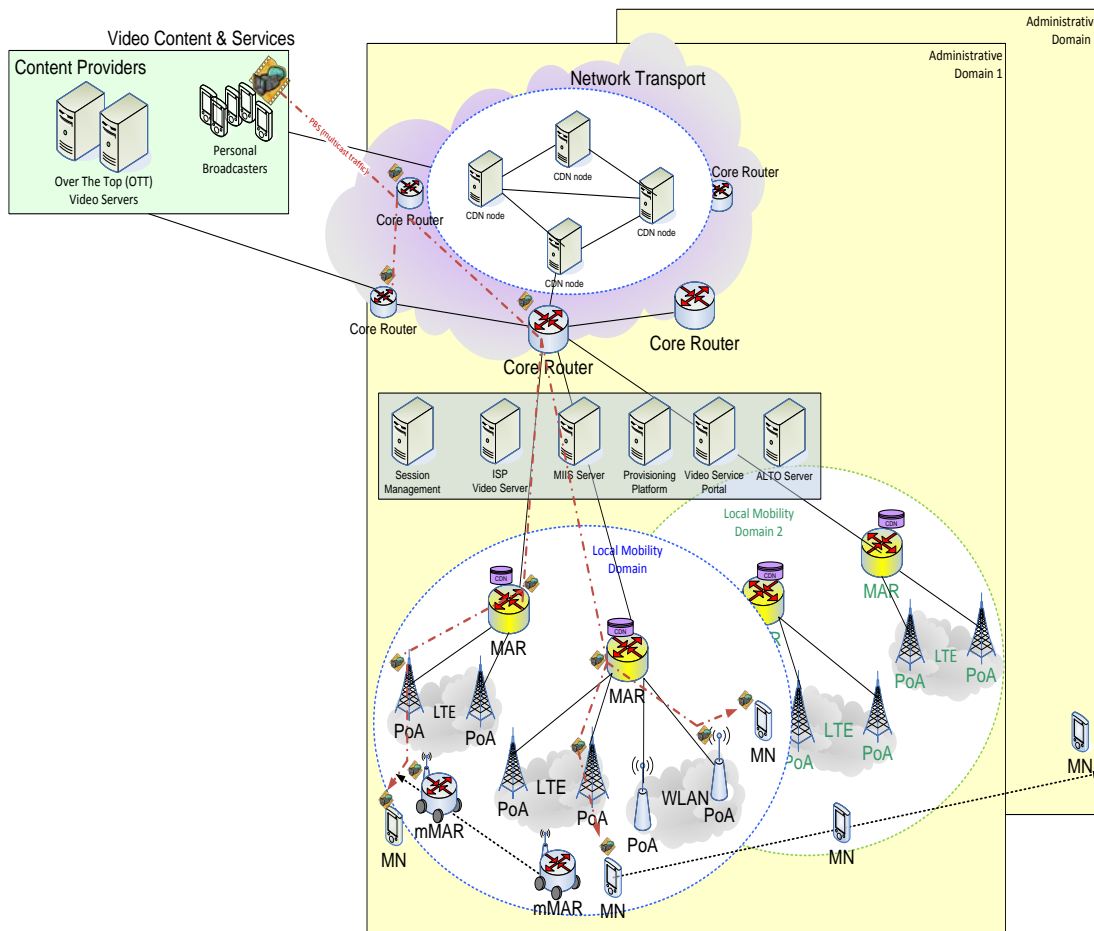 Administrative
Domain
Video Content & Services
Administrative
Domain 1
Content Providers
Network Transport
Over The Top (OTT)
Video Servers
Personal
Broadcasters
PBS (multicast traffic)
CDN node
CDN node
CDN node
CDN node
Core Router
Core Router
Core Router
Core Router
Core Router
Session
Management
ISP
Video Server
MIIS Server
Provisioning
Platform
Video Service
Portal
ALTO Server
Local Mobility
Domain 2
Local Mobility
Domain
CDN
CDN
CDN
CDN
MAR
MAR
MAR
R
LTE
PoA
PoA
LTE
PoA
PoA
WLAN
PoA
PoA
LTE
PoA
PoA
LTE
PoA
PoA
MN
mMAR
MN
mMAR
MN
MN
MN